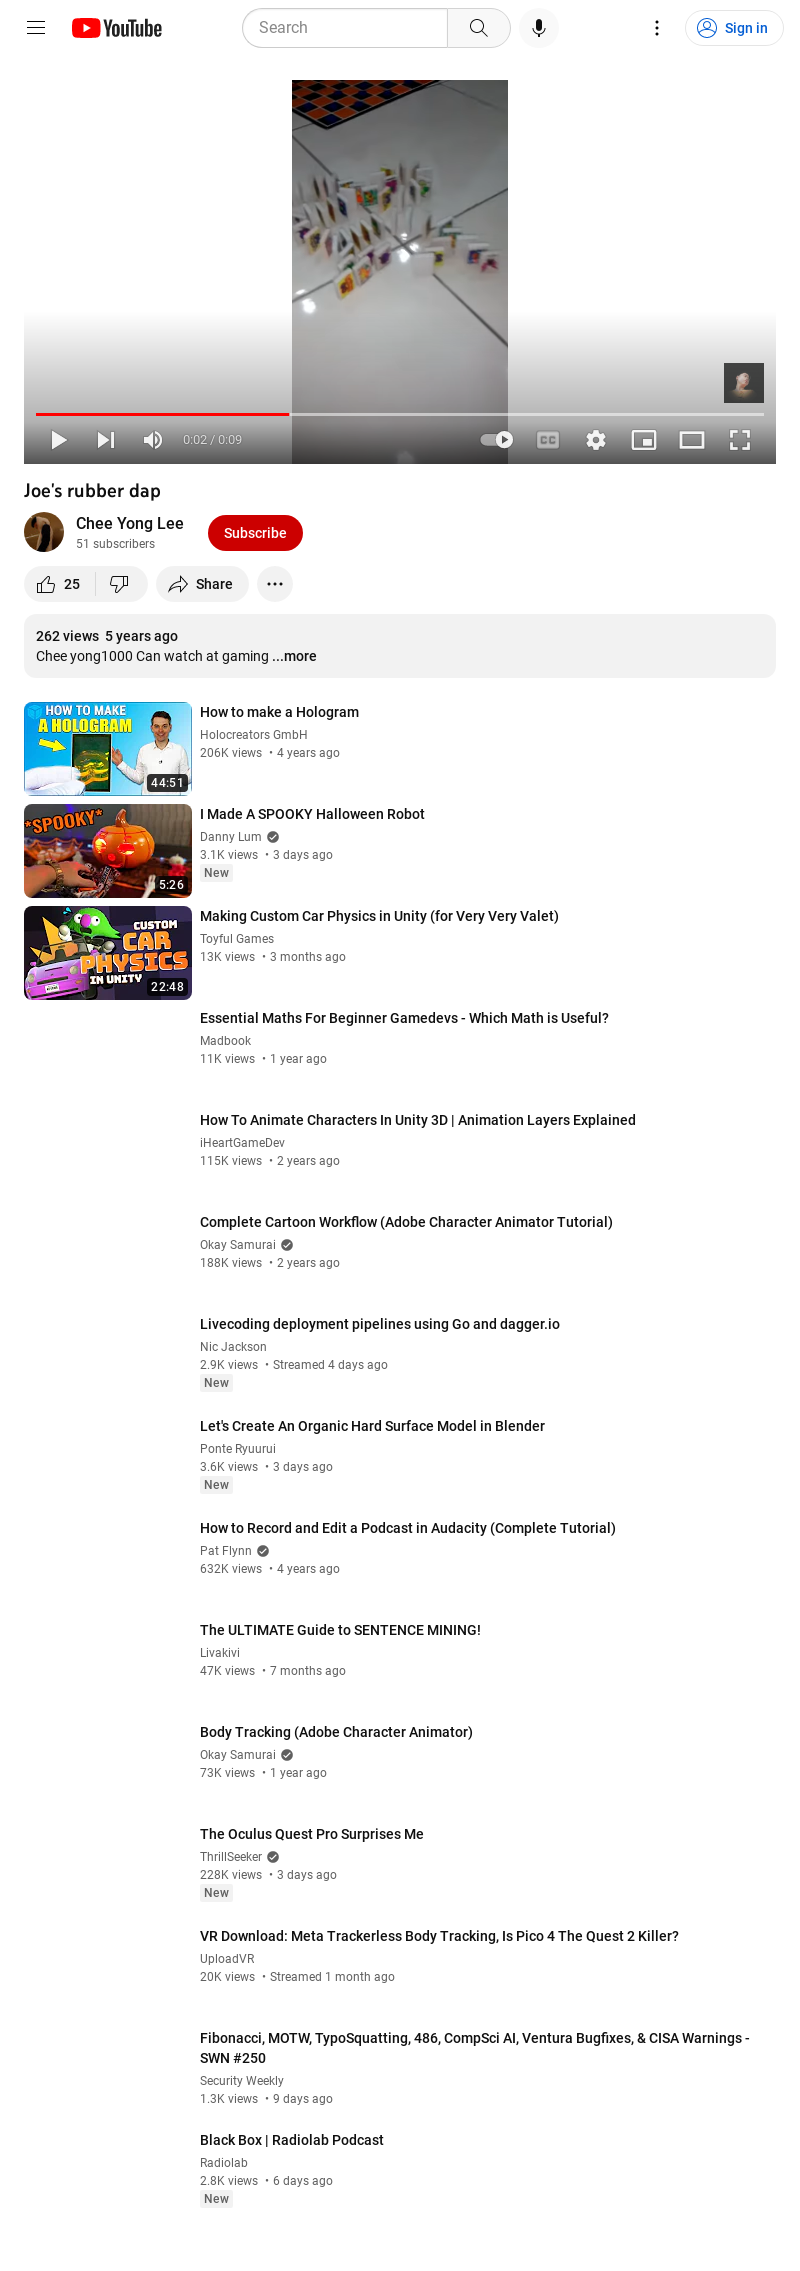 YouTube
Search
Sign in
0:02 / 0:09
CC
Joe's rubber dap
Chee Yong Lee
51 subscribers
Subscribe
25
Share
262 views 5 years ago
Chee yong1000 Can watch at gaming ...more
HOW TO MAKE
A HOLOGRAM
44:51
How to make a Hologram
Holocreators GmbH
206K views • 4 years ago
*SPOOKY*
5:26
I Made A SPOOKY Halloween Robot
Danny Lum
3.1K views • 3 days ago
New
CUSTOM
CAR
PHYSICS
IN UNITY
22:48
Making Custom Car Physics in Unity (for Very Very Valet)
Toyful Games
13K views • 3 months ago
Essential Maths For Beginner Gamedevs - Which Math is Useful?
Madbook
11K views • 1 year ago
How To Animate Characters In Unity 3D | Animation Layers Explained
iHeartGameDev
115K views • 2 years ago
Complete Cartoon Workflow (Adobe Character Animator Tutorial)
Okay Samurai
188K views • 2 years ago
Livecoding deployment pipelines using Go and dagger.io
Nic Jackson
2.9K views • Streamed 4 days ago
New
Let's Create An Organic Hard Surface Model in Blender
Ponte Ryuurui
3.6K views • 3 days ago
New
How to Record and Edit a Podcast in Audacity (Complete Tutorial)
Pat Flynn
632K views • 4 years ago
The ULTIMATE Guide to SENTENCE MINING!
Livakivi
47K views • 7 months ago
Body Tracking (Adobe Character Animator)
Okay Samurai
73K views • 1 year ago
The Oculus Quest Pro Surprises Me
ThrillSeeker
228K views • 3 days ago
New
VR Download: Meta Trackerless Body Tracking, Is Pico 4 The Quest 2 Killer?
UploadVR
20K views • Streamed 1 month ago
Fibonacci, MOTW, TypoSquatting, 486, CompSci AI, Ventura Bugfixes, & CISA Warnings -
SWN #250
Security Weekly
1.3K views • 9 days ago
Black Box | Radiolab Podcast
Radiolab
2.8K views • 6 days ago
New